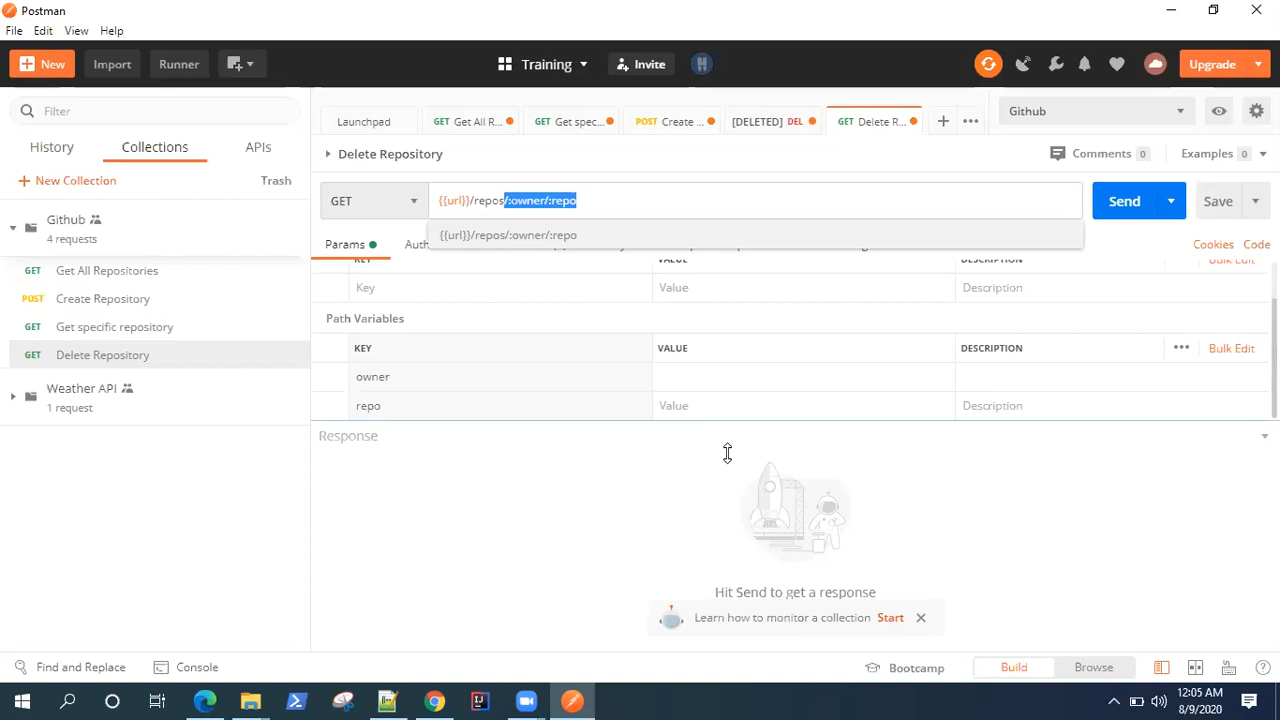 Postman
File Edit View Help
New Import Runner Training Invite Upgrade
Filter
Launchpad GET Get All R... GET Get spec... POST Create ... [DELETED] DEL GET Delete R... Github
History Collections APIs
Delete Repository Comments 0 Examples 0
New Collection Trash
GET {{url}}/repos/:owner/:repo Send Save
Github
4 requests
{{url}}/repos/:owner/:repo
Params Cookies Code
KEY VALUE DESCRIPTION Bulk Edit
Get All Repositories
Key Value Description
POST Create Repository
Path Variables
GET Get specific repository
KEY VALUE DESCRIPTION Bulk Edit
GET Delete Repository
owner
Weather API
1 request
repo Value Description
Response
Hit Send to get a response
Learn how to monitor a collection Start
Find and Replace Console Bootcamp Build Browse
12:05 AM
8/9/2020